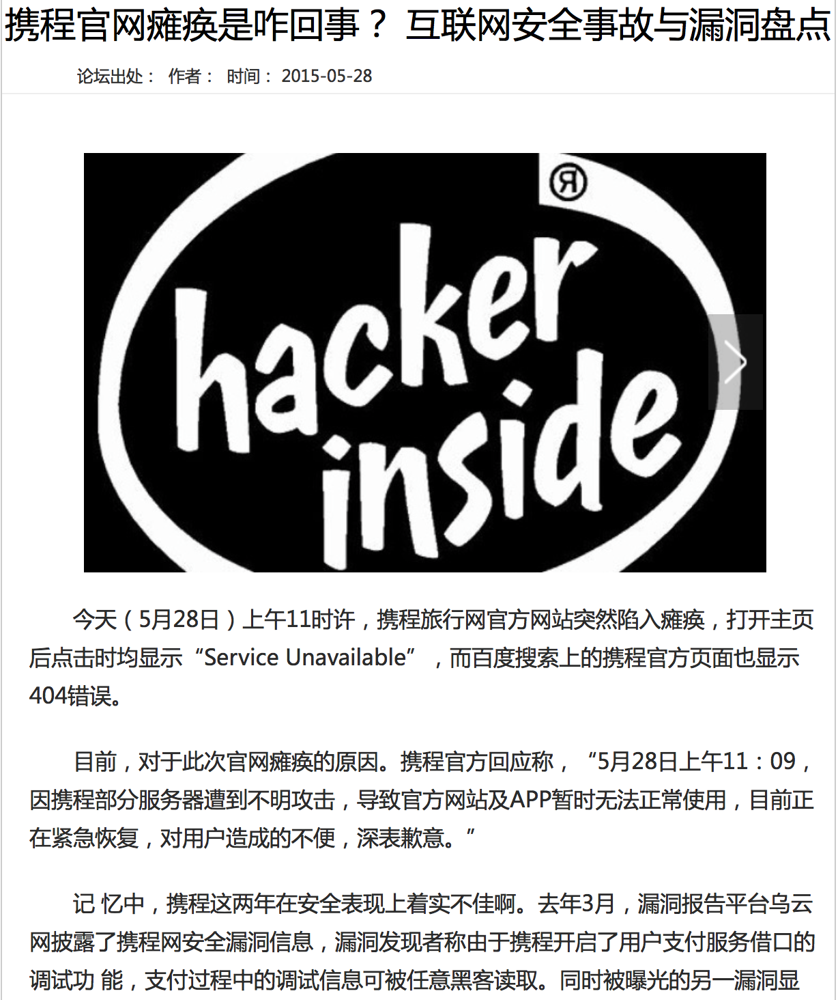 携程官网瘫痪是咋回事？ 互联网安全事故与漏洞盘点
论坛出处： 作者： 时间： 2015-05-28
®
hacker
inside
今天（5月28日）上午11时许，携程旅行网官方网站突然陷入瘫痪，打开主页
后点击时均显示“Service Unavailable”，而百度搜索上的携程官方页面也显示
404错误。
目前，对于此次官网瘫痪的原因。携程官方回应称，“5月28日上午11：09，
因携程部分服务器遭到不明攻击，导致官方网站及APP暂时无法正常使用，目前正
在紧急恢复，对用户造成的不便，深表歉意。”
记 忆中，携程这两年在安全表现上着实不佳啊。去年3月，漏洞报告平台乌云
网披露了携程网安全漏洞信息，漏洞发现者称由于携程开启了用户支付服务借口的
调试功 能，支付过程中的调试信息可被任意黑客读取。同时被曝光的另一漏洞显